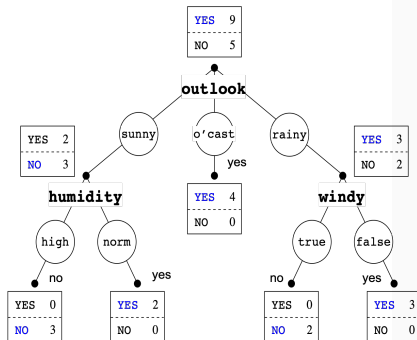 YES 9
NO 5
outlook
sunny
o'cast
rainy
yes
YES 2
NO 3
YES 3
NO 2
YES 4
NO 0
humidity
windy
high
norm
true
false
no
yes
no
yes
YES 0
NO 3
YES 2
NO 0
YES 0
NO 2
YES 3
NO 0